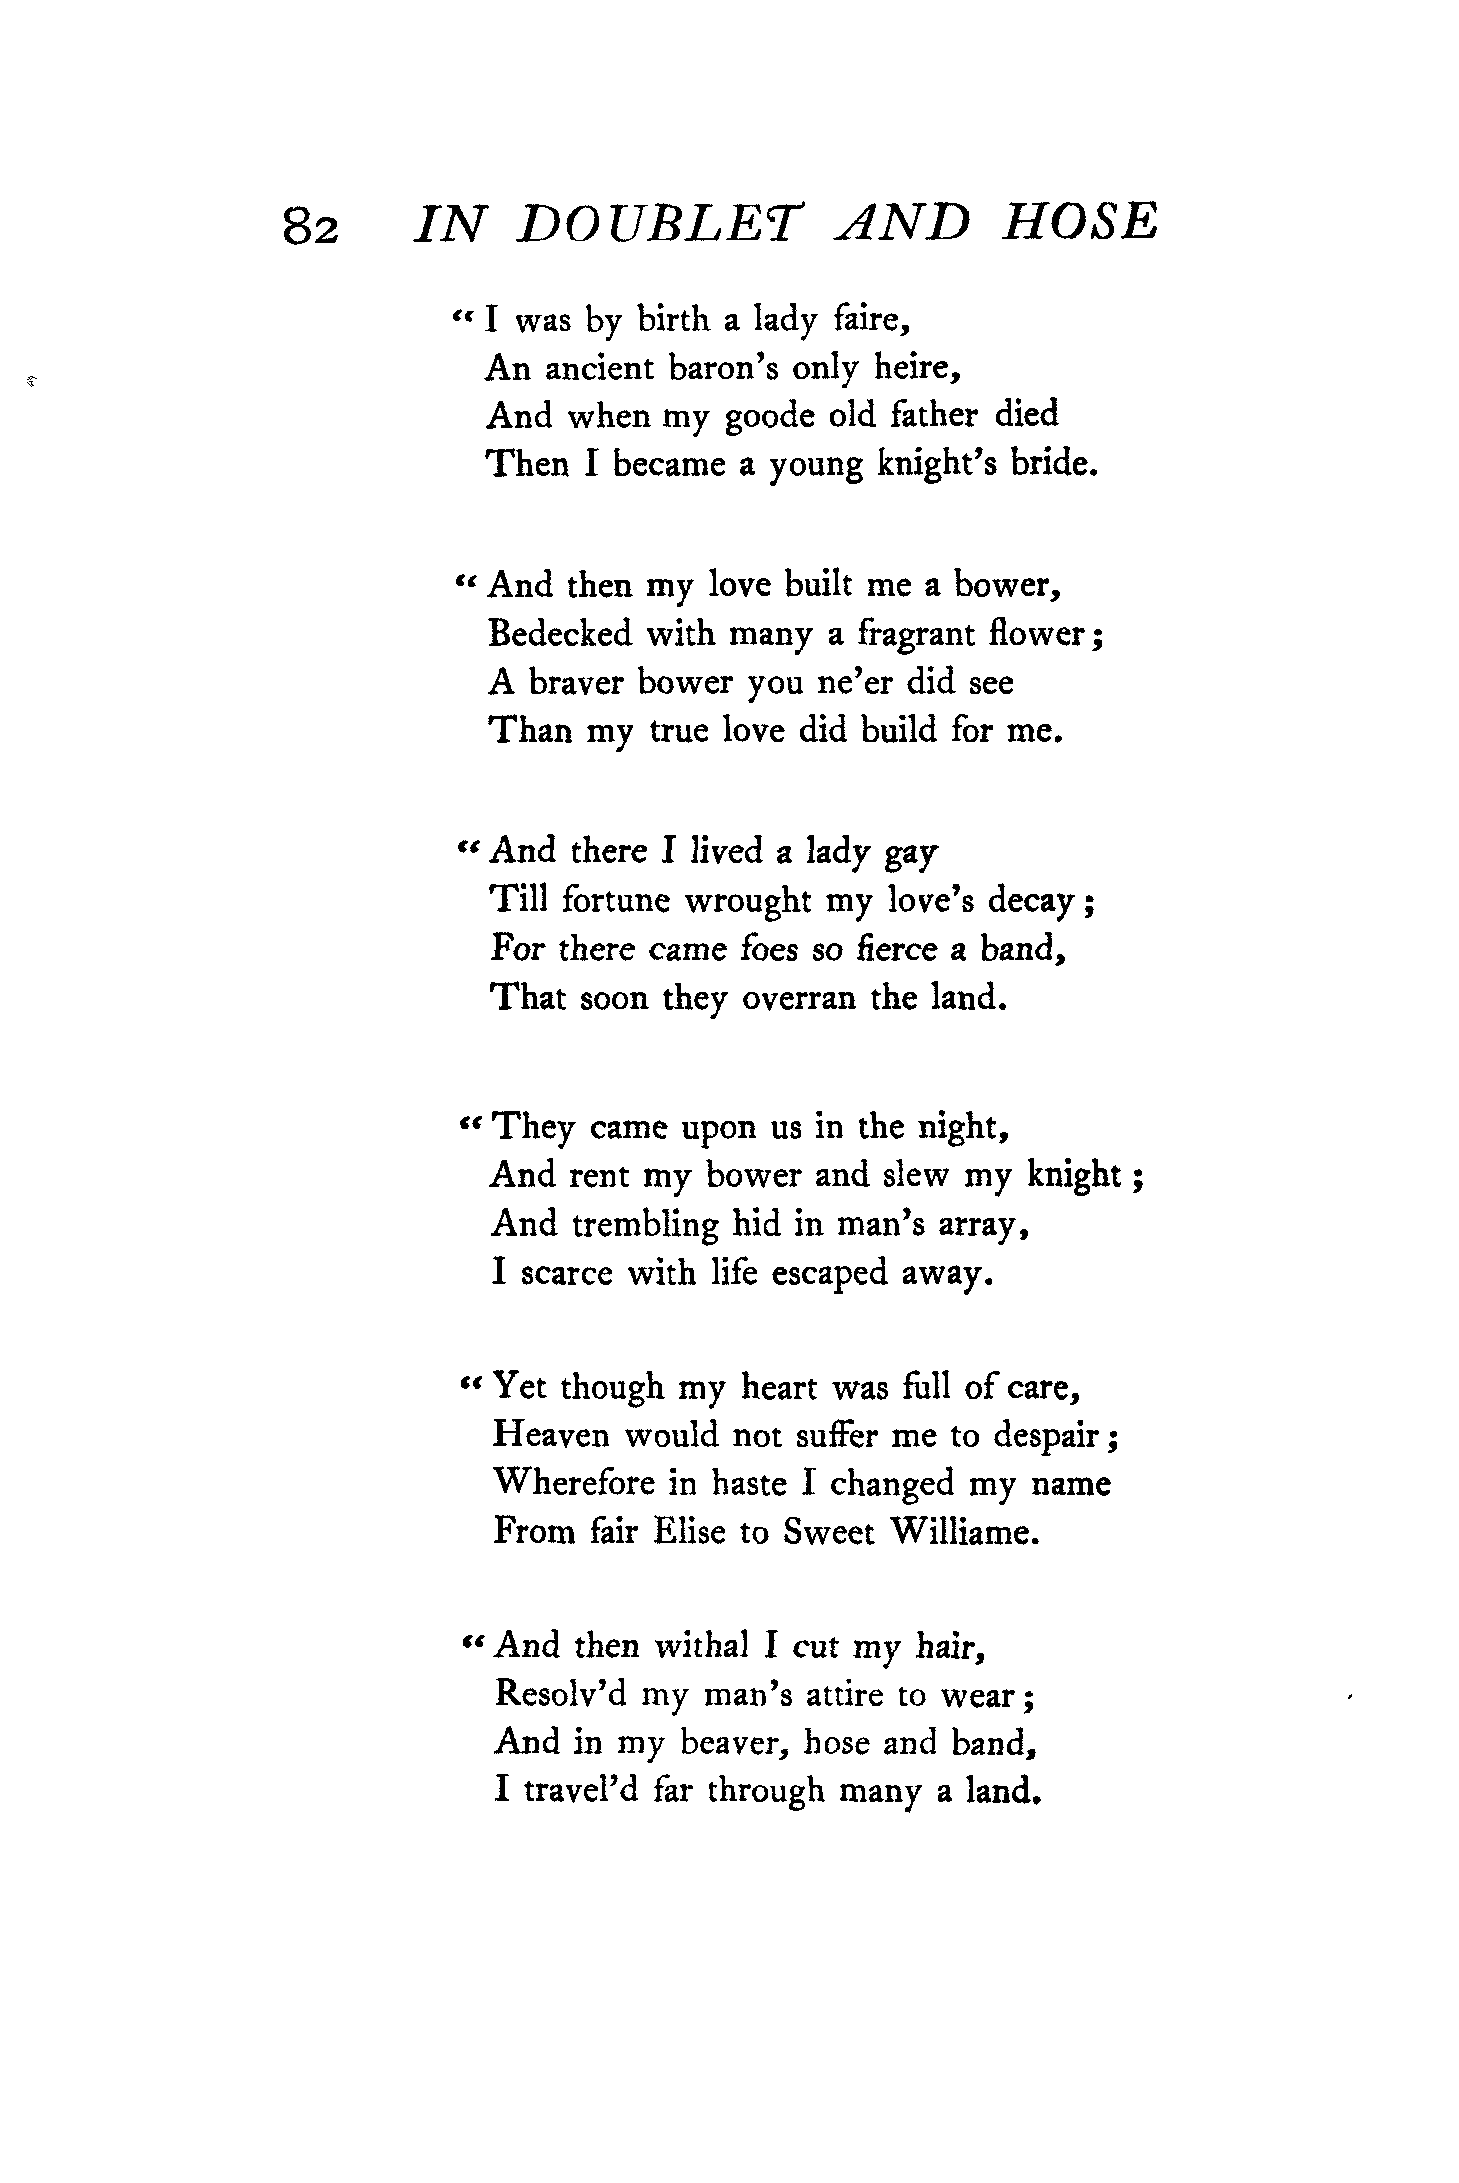 82 IN DOUBLET AND HOSE
“ I was by birth a lady faire,
An ancient baron’s only heire,
And when my goode old father died
Then I became a young knight’s bride.
“ And then my love built me a bower,
Bedecked with many a fragrant flower ;
A braver bower you ne’er did see
Than my true love did build for me.
“ And there I lived a lady gay
Till fortune wrought my love’s decay ;
For there came foes so fierce a band,
That soon they overran the land.
“ They came upon us in the night,
And rent my bower and slew my knight ;
And trembling hid in man’s array,
I scarce with life escaped away.
“ Yet though my heart was full of care,
Heaven would not suffer me to despair ;
Wherefore in haste I changed my name
From fair Elise to Sweet Williame.
“ And then withal I cut my hair,
Resolv’d my man’s attire to wear ;
And in my beaver, hose and band,
I travel’d far through many a land.